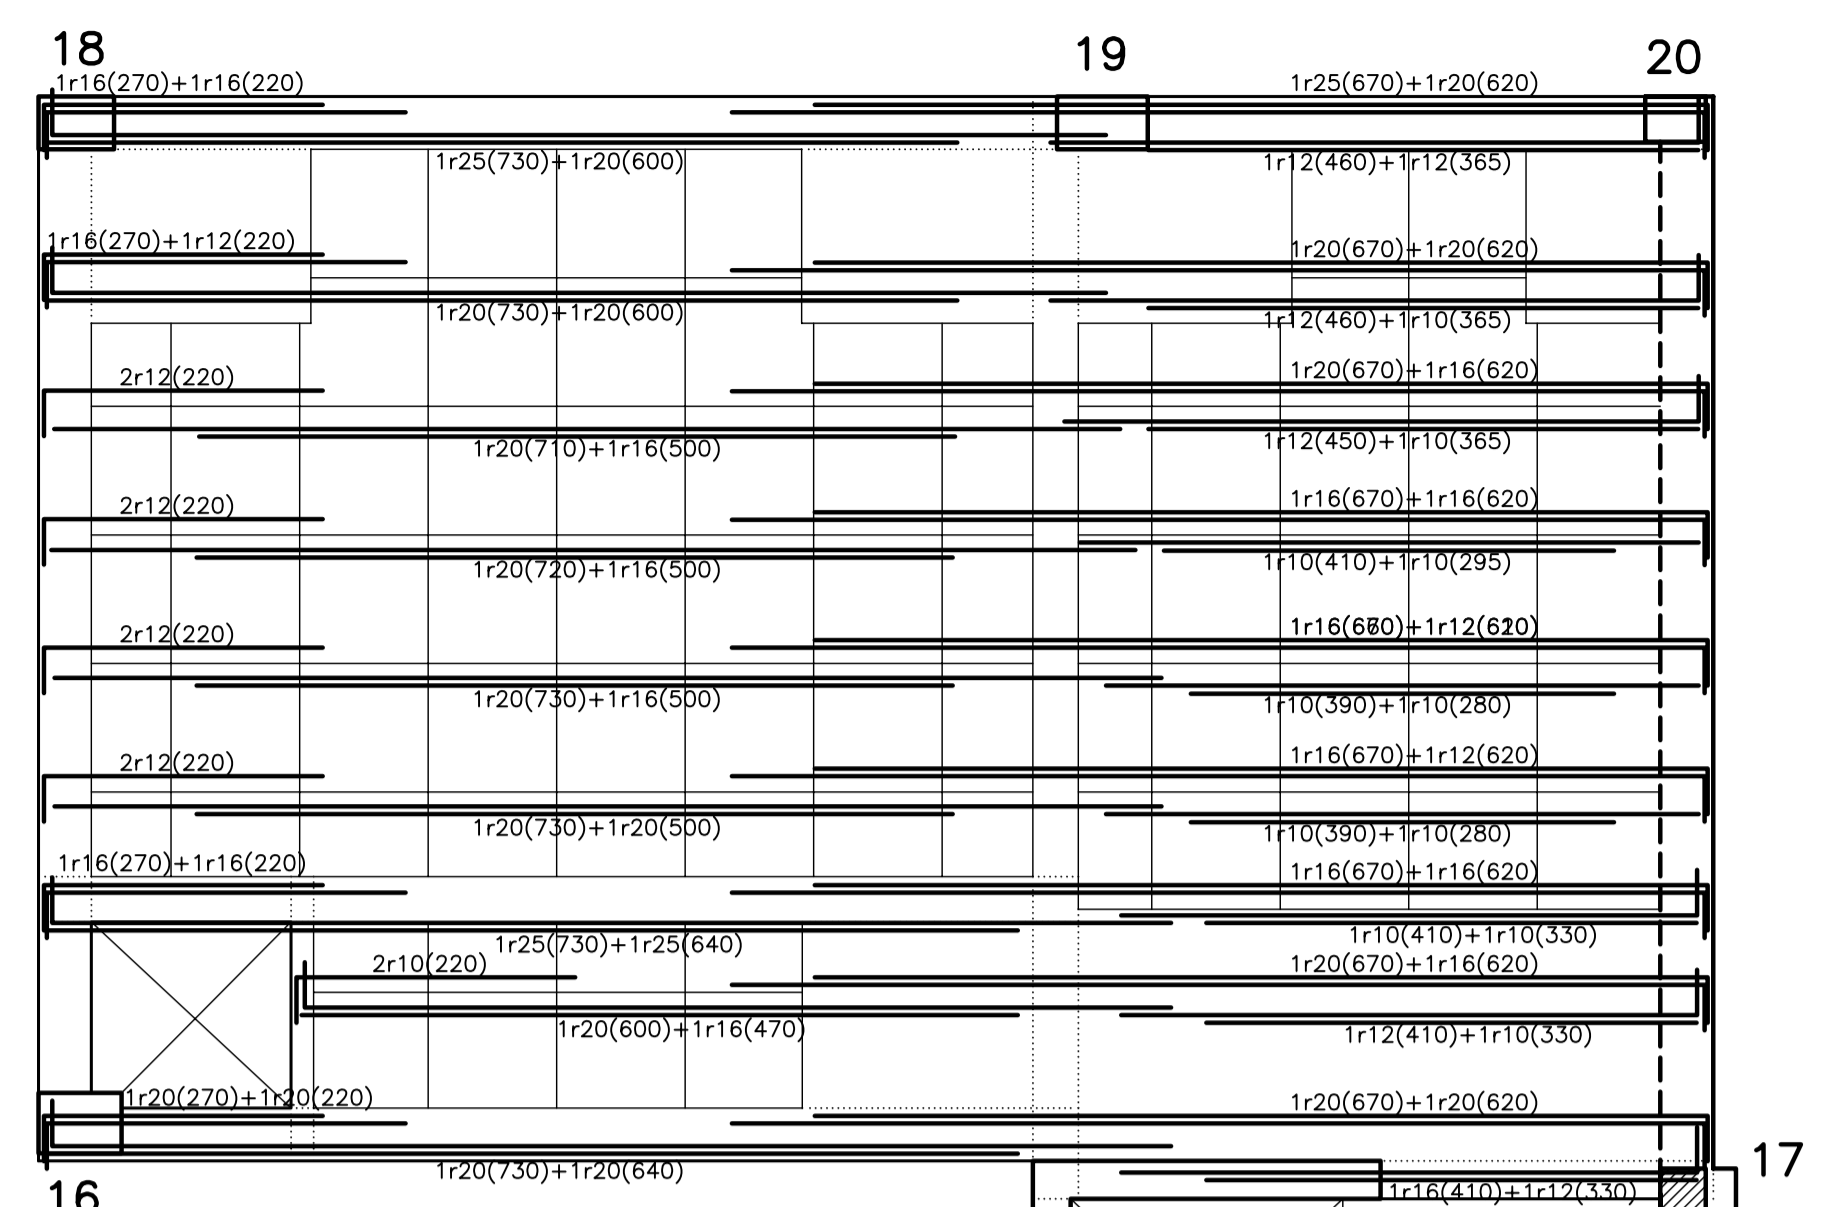 18
19
20
1r16(270)+1r16(220)
1r25(670)+1r20(620)
1r25(730)+1r20(600)
1r12(460)+1r12(365)
1r16(270)+1r12(220)
1r20(670)+1r20(620)
1r20(730)+1r20(600)
1r12(460)+1r10(365)
2r12(220)
1r20(670)+1r16(620)
1r20(710)+1r16(500)
1r12(450)+1r10(365)
2r12(220)
1r16(670)+1r16(620)
1r20(720)+1r16(500)
1r10(410)+1r10(295)
2r12(220)
1r20(730)+1r16(500)
1r10(390)+1r10(280)
2r12(220)
1r16(670)+1r12(620)
1r20(730)+1r20(500)
1r10(390)+1r10(280)
1r16(270)+1r16(220)
1r16(670)+1r16(620)
1r25(730)+1r25(640)
1r10(410)+1r10(330)
2r10(220)
1r20(670)+1r16(620)
1r20(600)+1r16(470)
1r12(410)+1r10(330)
1r20(270)+1r20(220)
1r20(670)+1r20(620)
1r20(730)+1r20(640)
17
16
1r16(410)+1r12(330)